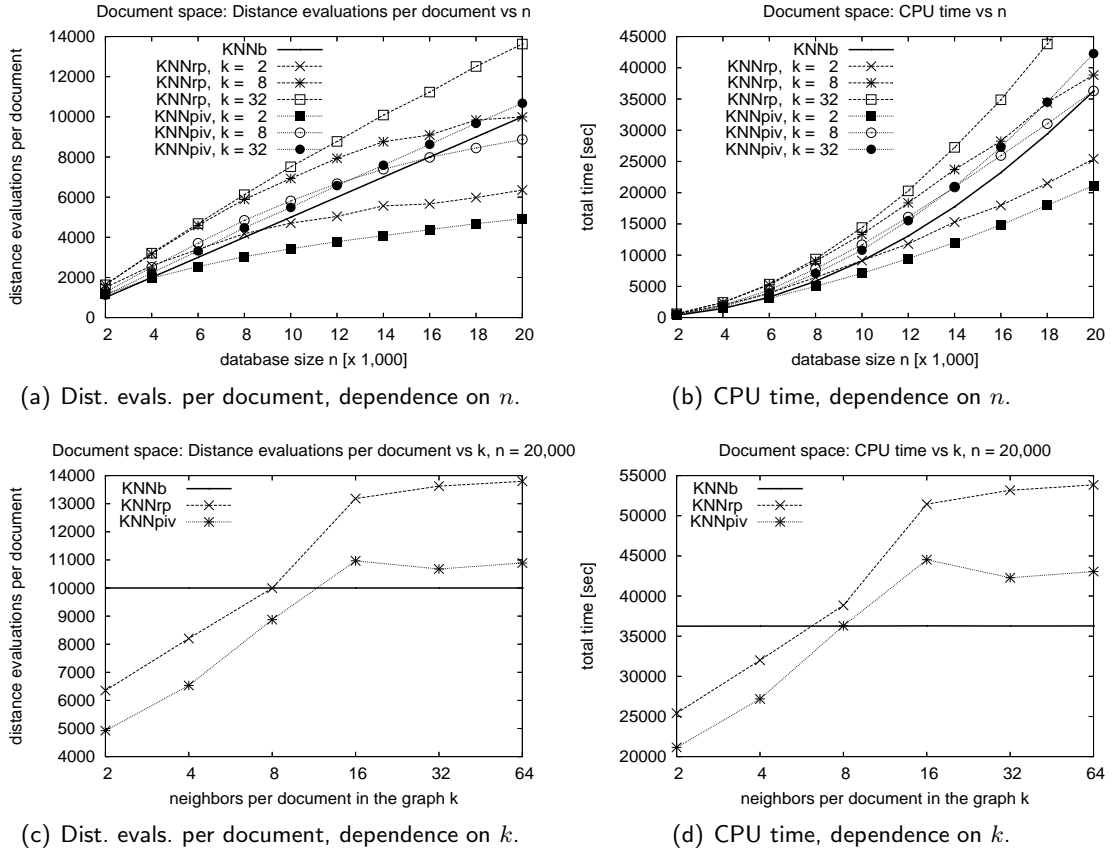 Document space: Distance evaluations per document vs n
distance evaluations per document
14000
12000
10000
8000
6000
4000
2000
0
KNNb
KNNrp, k = 2
KNNrp, k = 8
KNNrp, k = 32
KNNpiv, k = 2
KNNpiv, k = 8
KNNpiv, k = 32
2 4 6 8 10 12 14 16 18 20
database size n [x 1,000]
(a) Dist. evals. per document, dependence on n.
Document space: CPU time vs n
total time [sec]
45000
40000
35000
30000
25000
20000
15000
10000
5000
0
KNNb
KNNrp, k = 2
KNNrp, k = 8
KNNrp, k = 32
KNNpiv, k = 2
KNNpiv, k = 8
KNNpiv, k = 32
2 4 6 8 10 12 14 16 18 20
database size n [x 1,000]
(b) CPU time, dependence on n.
Document space: Distance evaluations per document vs k, n = 20,000
distance evaluations per document
14000
13000
12000
11000
10000
9000
8000
7000
6000
5000
4000
KNNb
KNNrp
KNNpiv
2 4 8 16 32 64
neighbors per document in the graph k
(c) Dist. evals. per document, dependence on k.
Document space: CPU time vs k, n = 20,000
total time [sec]
55000
50000
45000
40000
35000
30000
25000
20000
KNNb
KNNrp
KNNpiv
2 4 8 16 32 64
neighbors per document in the graph k
(d) CPU time, dependence on k.